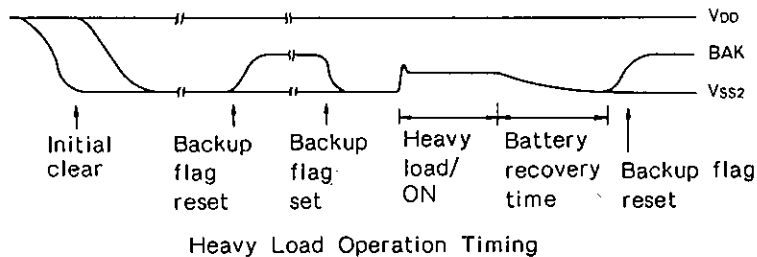 VDD
BAK
VSS2
Initial
clear
Backup
flag
reset
Backup
flag
set
Heavy
load/
ON
Battery
recovery
time
Backup flag
reset
Heavy Load Operation Timing